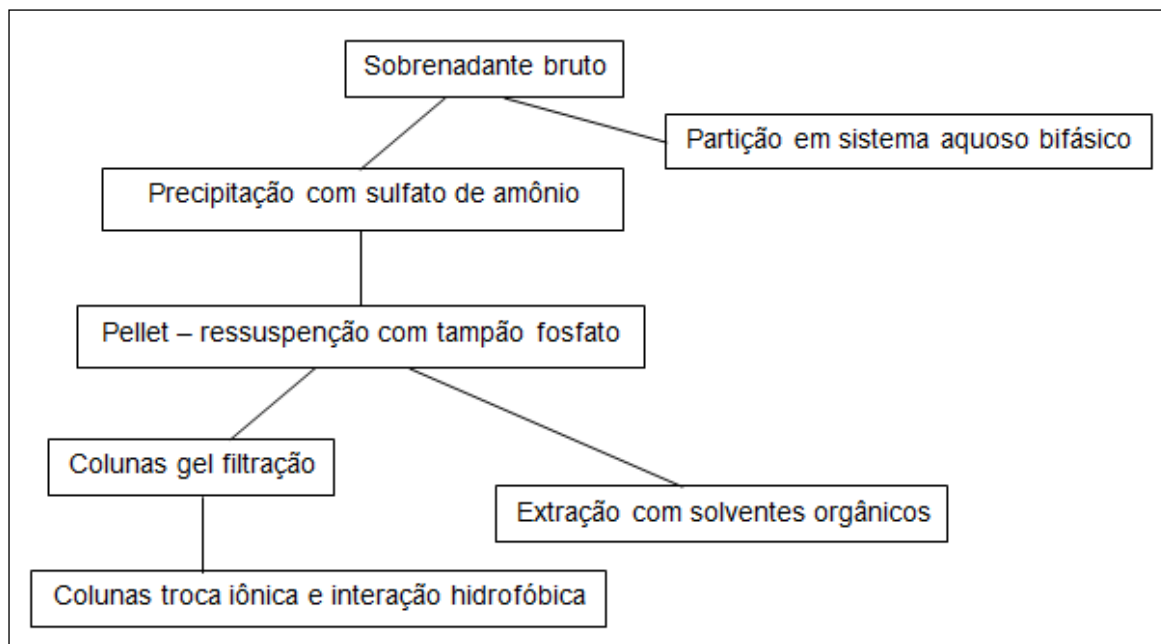 Sobrenadante bruto
Partição em sistema aquoso bifásico
Precipitação com sulfato de amônio
Pellet – ressuspenção com tampão fosfato
Colunas gel filtração
Extração com solventes orgânicos
Colunas troca iônica e interação hidrofóbica